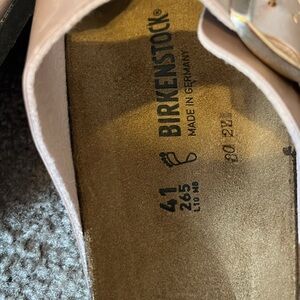 BIRKENSTOCK®
MADE IN GERMANY
41
265
L10 M8